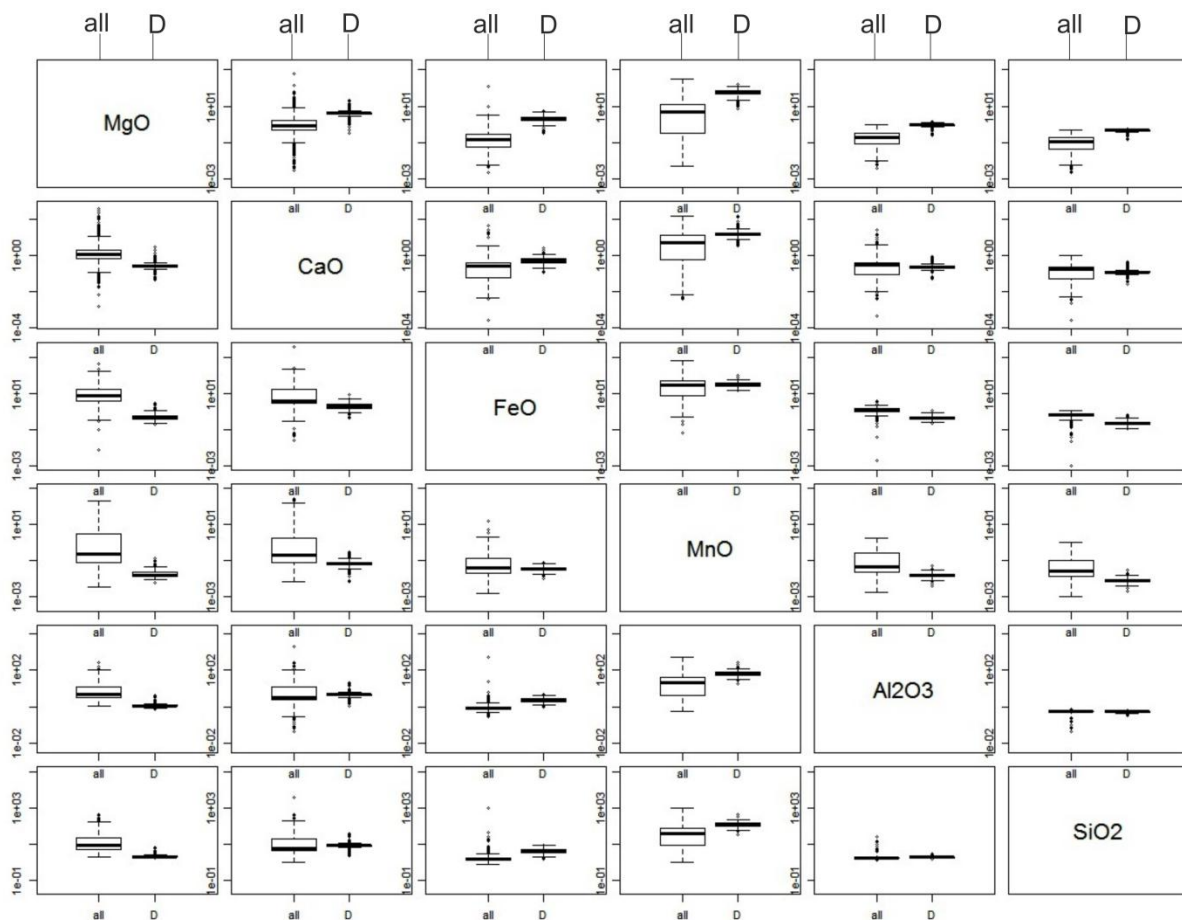 all D all D all D all D all D all D
1e+01 1e+01 1e+01 1e+01 1e+01
MgO
1e-03 1e-03 1e-03 1e-03 1e-03
all D all D all D all D all D
1e+00 1e+00 1e+00 1e+00 1e+00
CaO
1e-04 1e-04 1e-04 1e-04 1e-04
all D all D all D all D all D
1e+01 1e+01 1e+01 1e+01 1e+01
FeO
1e-03 1e-03 1e-03 1e-03 1e-03
all D all D all D all D all D
1e+01 1e+01 1e+01 1e+01 1e+01
MnO
1e-03 1e-03 1e-03 1e-03 1e-03
all D all D all D all D all D
1e+02 1e+02 1e+02 1e+02 1e+02
Al2O3
1e-02 1e-02 1e-02 1e-02 1e-02
all D all D all D all D all D
1e+03 1e+03 1e+03 1e+03 1e+03
SiO2
1e-01 1e-01 1e-01 1e-01 1e-01
all D all D all D all D all D